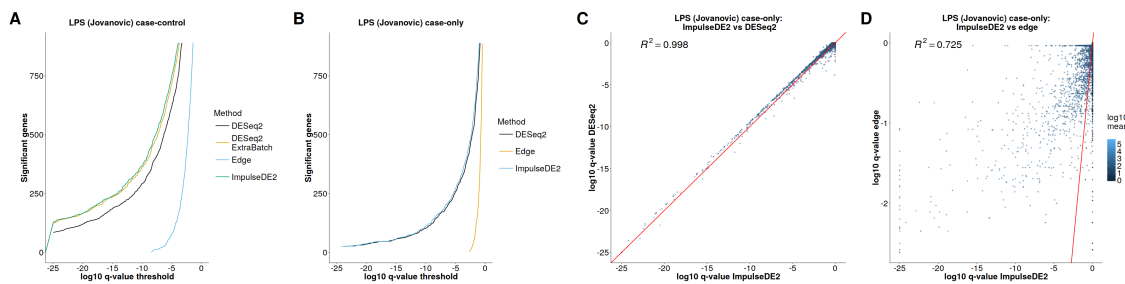 A
LPS (Jovanovic) case-control
Significant genes
750
500
250
0
-25
-20
-15
-10
-5
0
log10 q-value threshold
Method
DESeq2
DESeq2
ExtraBatch
Edge
ImpulseDE2
B
LPS (Jovanovic) case-only
Significant genes
750
500
250
0
-25
-20
-15
-10
-5
0
log10 q-value threshold
Method
DESeq2
Edge
ImpulseDE2
C
LPS (Jovanovic) case-only:
ImpulseDE2 vs DESeq2
R² = 0.998
log10 q-value DESeq2
0
-5
-10
-15
-20
-25
-25
-20
-15
-10
-5
0
log10 q-value ImpulseDE2
D
LPS (Jovanovic) case-only:
ImpulseDE2 vs edge
R² = 0.725
log10 q-value edge
0
-1
-2
-25
-20
-15
-10
-5
0
log10 q-value ImpulseDE2
log10
mean
5
4
3
2
1
0